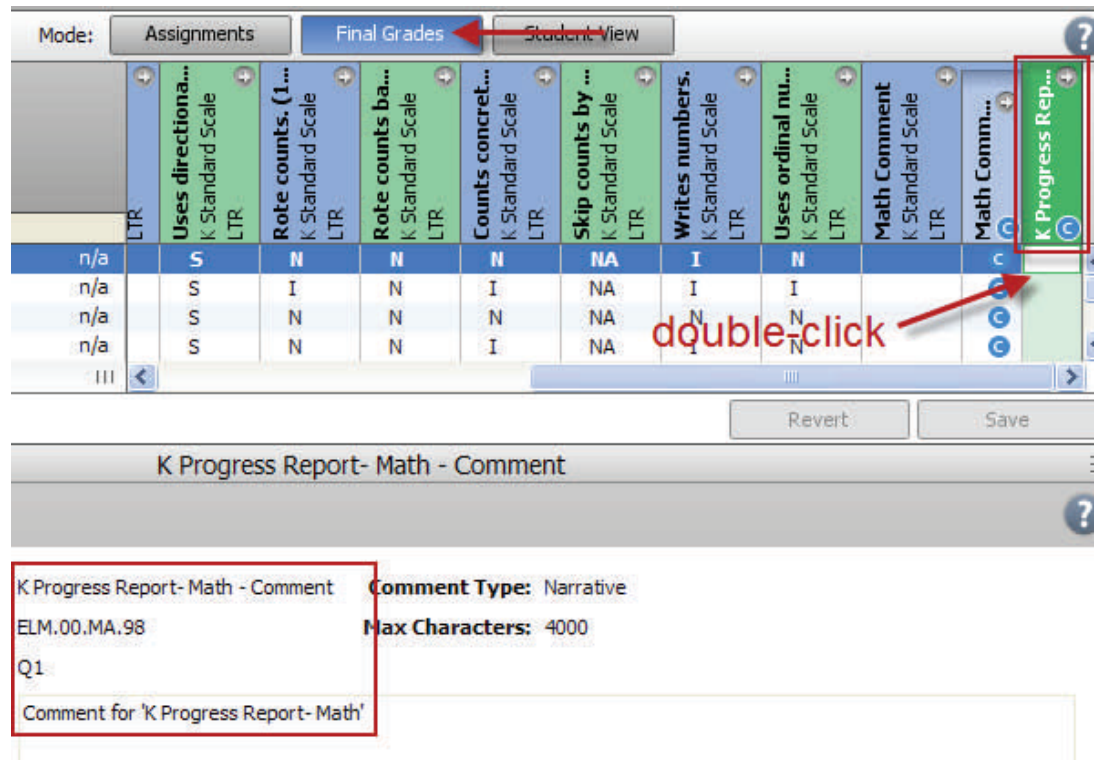 Mode: Assignments Final Grades Student View ?
LTR
Uses directiona...
K Standard Scale
LTR
Rote counts. (1...
K Standard Scale
LTR
Rote counts ba...
K Standard Scale
LTR
Counts concret...
K Standard Scale
LTR
Skip counts by ...
K Standard Scale
LTR
Writes numbers.
K Standard Scale
LTR
Uses ordinal nu...
K Standard Scale
LTR
Math Comment
K Standard Scale
LTR
Math Comm...
C
K Progress Rep...
C
n/a S N N N NA I N C
n/a S I N I NA I I C
n/a S N N N NA N N C
n/a S N N I NA I N C
double-click
Revert Save
K Progress Report- Math - Comment
?
K Progress Report- Math - Comment Comment Type: Narrative
ELM.00.MA.98 Max Characters: 4000
Q1
Comment for 'K Progress Report- Math'